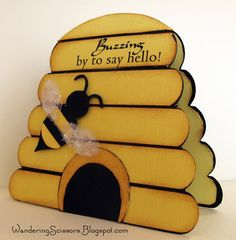 Buzzing
by to say hello!
WanderingScissors.Blogspot.com